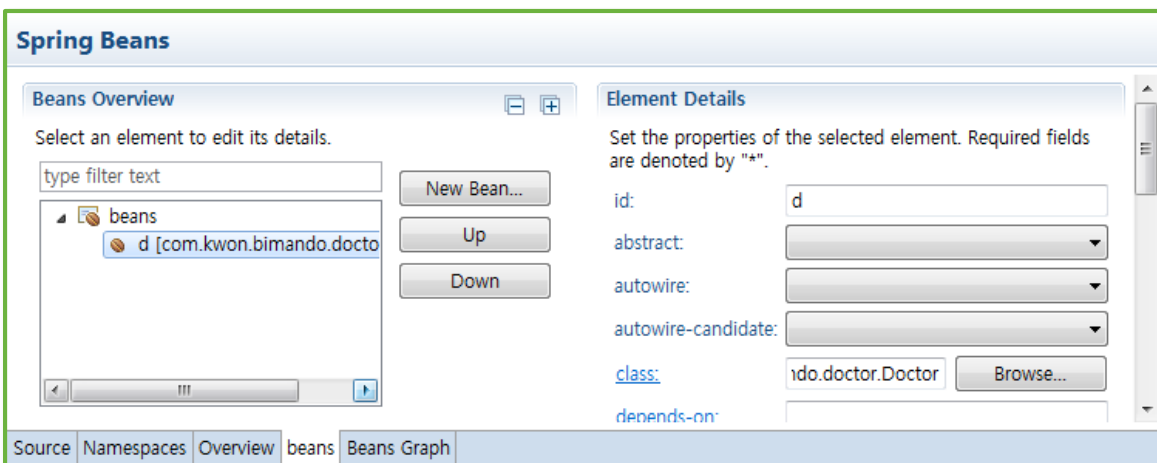 Spring Beans
Beans Overview
Select an element to edit its details.
type filter text
beans
d [com.kwon.bimando.docto
New Bean...
Up
Down
Element Details
Set the properties of the selected element. Required fields
are denoted by "*".
id:
d
abstract:
autowire:
autowire-candidate:
class:
ndo.doctor.Doctor
Browse...
depends-on:
Source
Namespaces
Overview
beans
Beans Graph